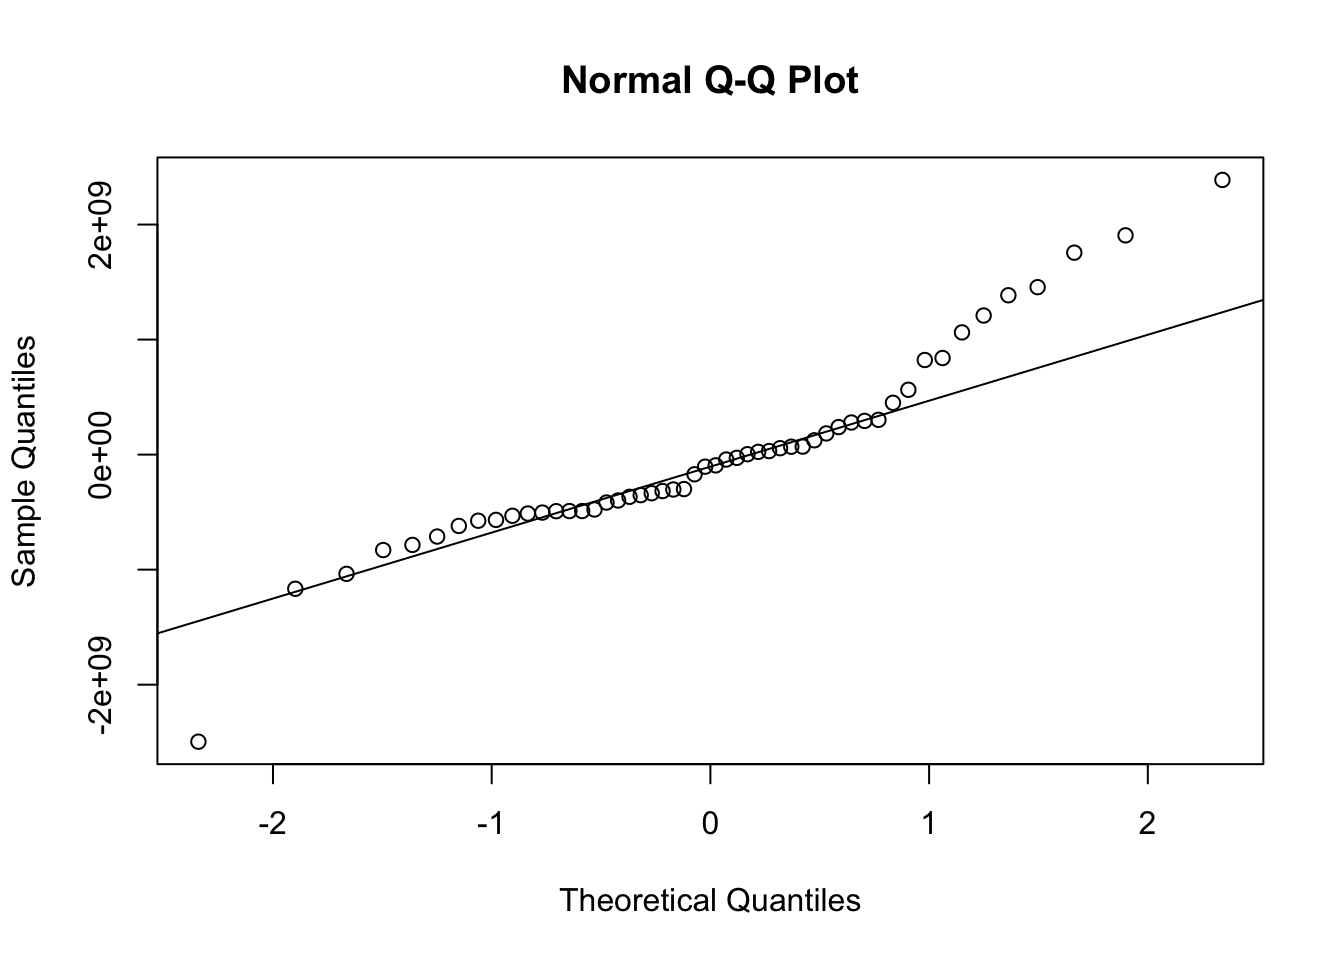 Normal Q-Q Plot
Sample Quantiles
2e+09
0e+00
-2e+09
-2 -1 0 1 2
Theoretical Quantiles